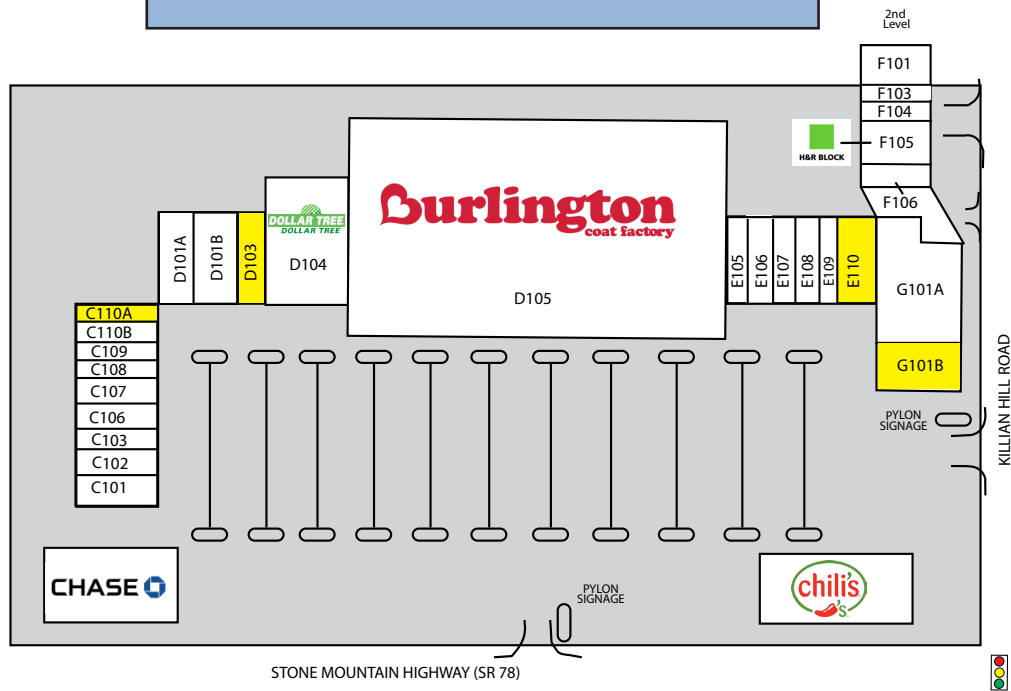 2nd
Level
F101
F103
F104
F105
H&R BLOCK
F106
Burlington
coat factory
DOLLAR TREE
DOLLAR TREE
D101A
D101B
D103
D104
D105
E105
E106
E107
E108
E109
E110
G101A
G101B
C110A
C110B
C109
C108
C107
C106
C103
C102
C101
PYLON
SIGNAGE
KILLIAN HILL ROAD
CHASE
PYLON
SIGNAGE
chili's
's
STONE MOUNTAIN HIGHWAY (SR 78)